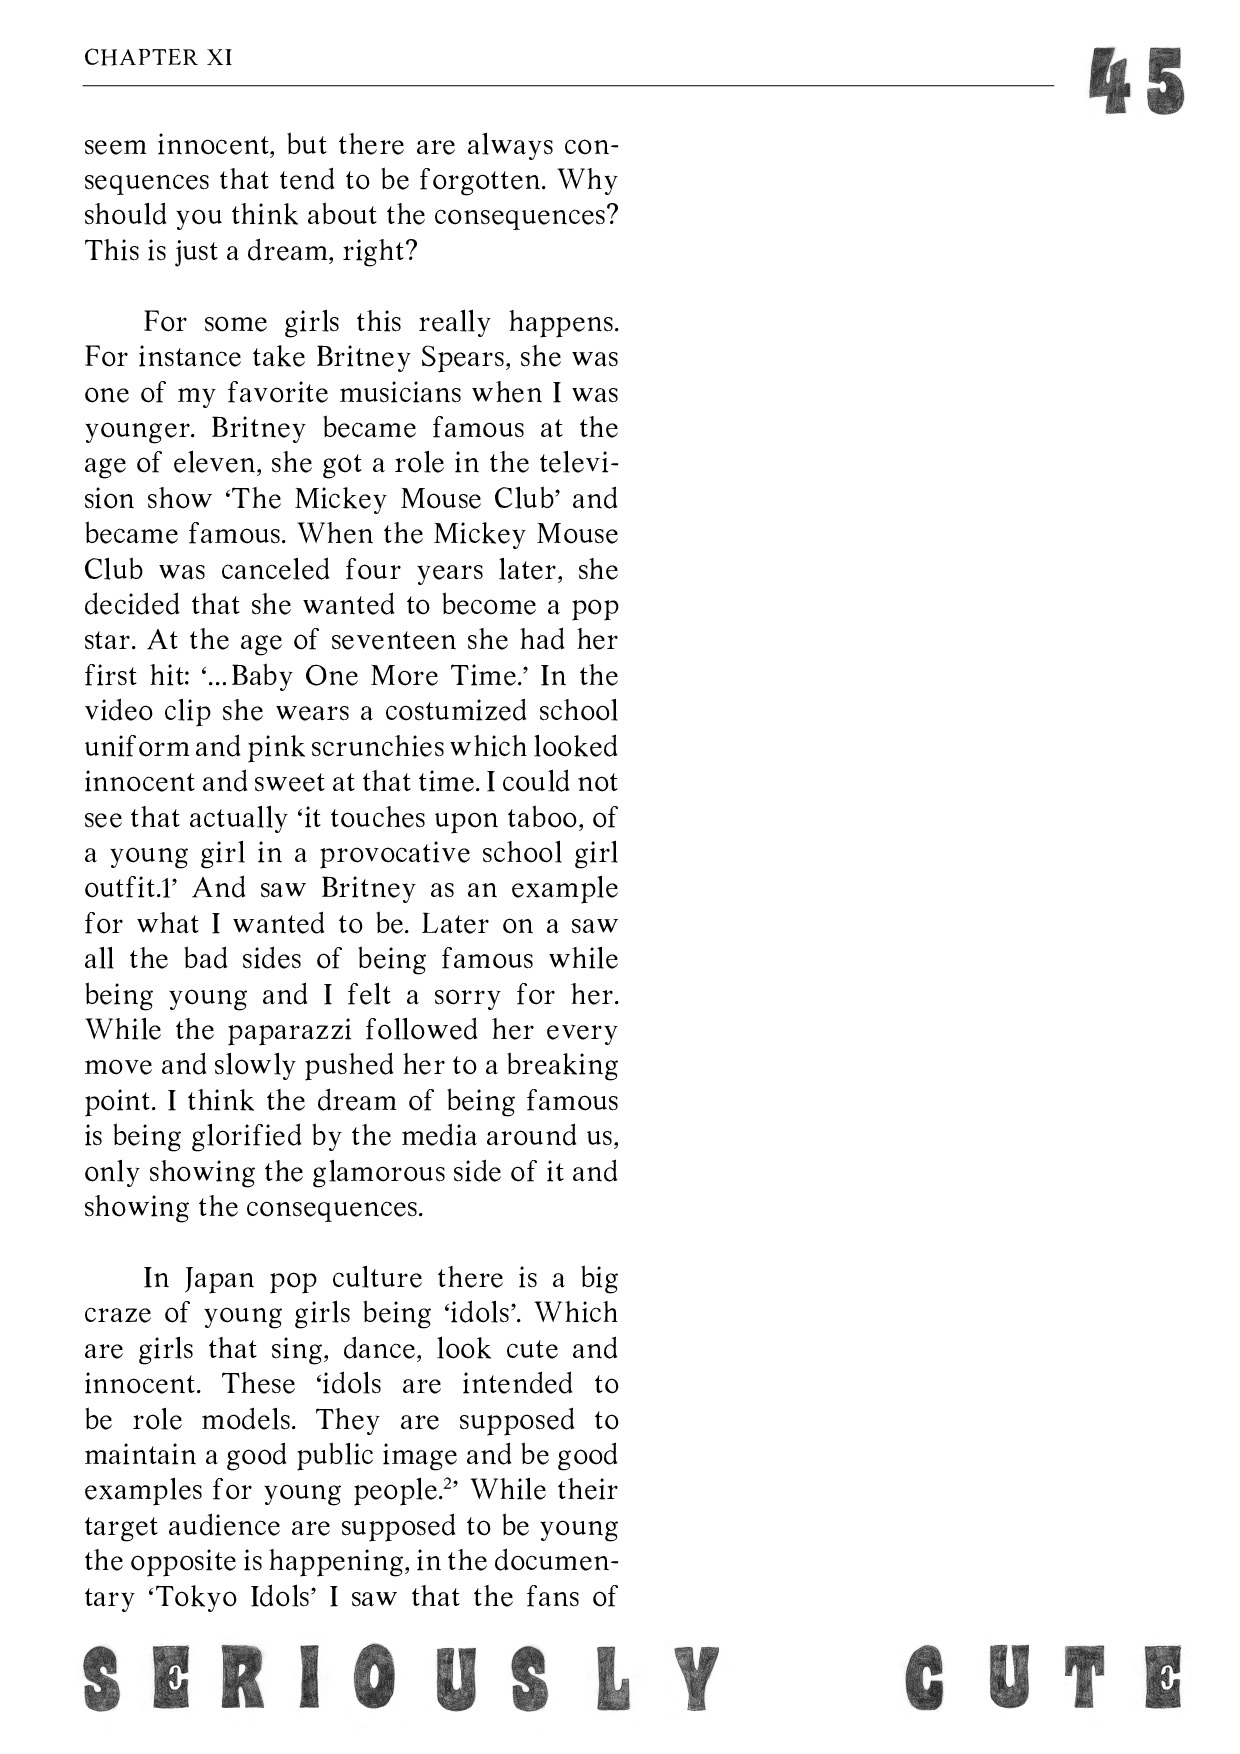 CHAPTER XI
45
seem innocent, but there are always con-
sequences that tend to be forgotten. Why
should you think about the consequences?
This is just a dream, right?
For some girls this really happens.
For instance take Britney Spears, she was
one of my favorite musicians when I was
younger. Britney became famous at the
age of eleven, she got a role in the televi-
sion show ‘The Mickey Mouse Club’ and
became famous. When the Mickey Mouse
Club was canceled four years later, she
decided that she wanted to become a pop
star. At the age of seventeen she had her
first hit: ‘...Baby One More Time.’ In the
video clip she wears a costumized school
uniform and pink scrunchies which looked
innocent and sweet at that time. I could not
see that actually ‘it touches upon taboo, of
a young girl in a provocative school girl
outfit.1’ And saw Britney as an example
for what I wanted to be. Later on a saw
all the bad sides of being famous while
being young and I felt a sorry for her.
While the paparazzi followed her every
move and slowly pushed her to a breaking
point. I think the dream of being famous
is being glorified by the media around us,
only showing the glamorous side of it and
showing the consequences.
In Japan pop culture there is a big
craze of young girls being ‘idols’. Which
are girls that sing, dance, look cute and
innocent. These ‘idols are intended to
be role models. They are supposed to
maintain a good public image and be good
examples for young people.²’ While their
target audience are supposed to be young
the opposite is happening, in the documen-
tary ‘Tokyo Idols’ I saw that the fans of
SERIOUSLY CUTE